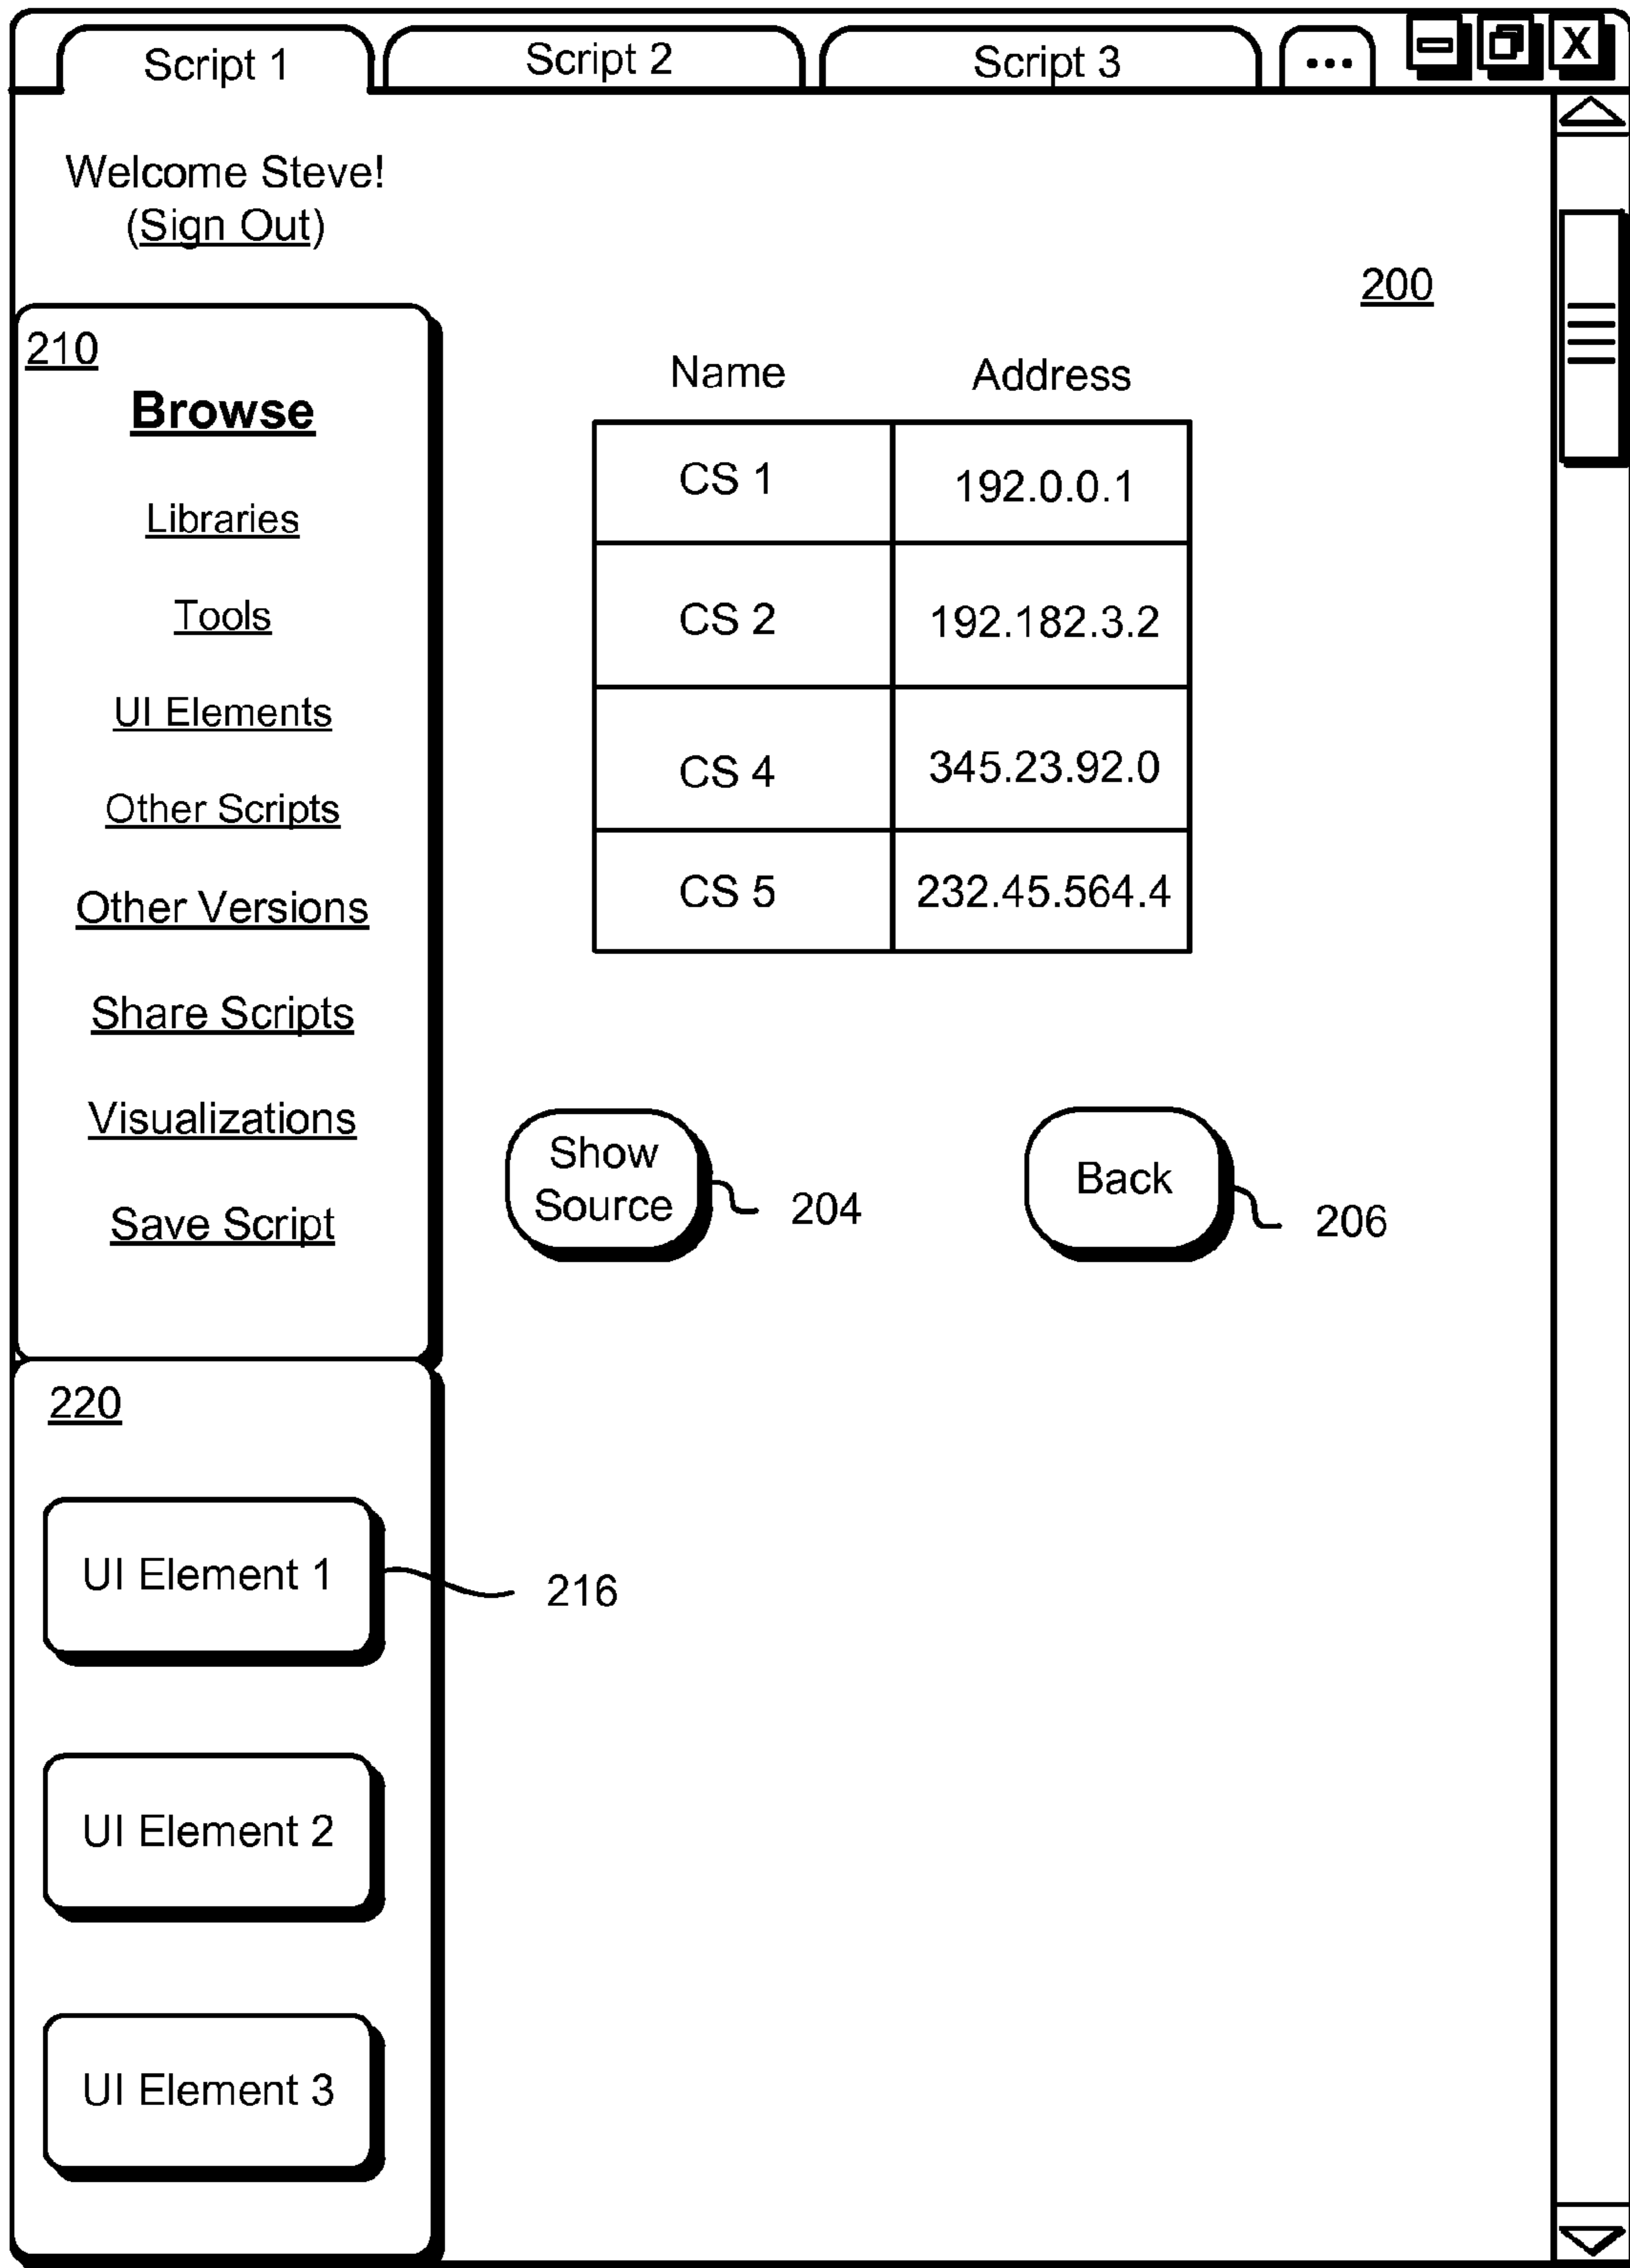 Script 1
Script 2
Script 3
...
X
Welcome Steve!
(Sign Out)
200
210
Browse
Libraries
Tools
UI Elements
Other Scripts
Other Versions
Share Scripts
Visualizations
Save Script
Name Address
CS 1 192.0.0.1
CS 2 192.182.3.2
CS 4 345.23.92.0
CS 5 232.45.564.4
Show
Source
204
Back
206
220
UI Element 1
216
UI Element 2
UI Element 3